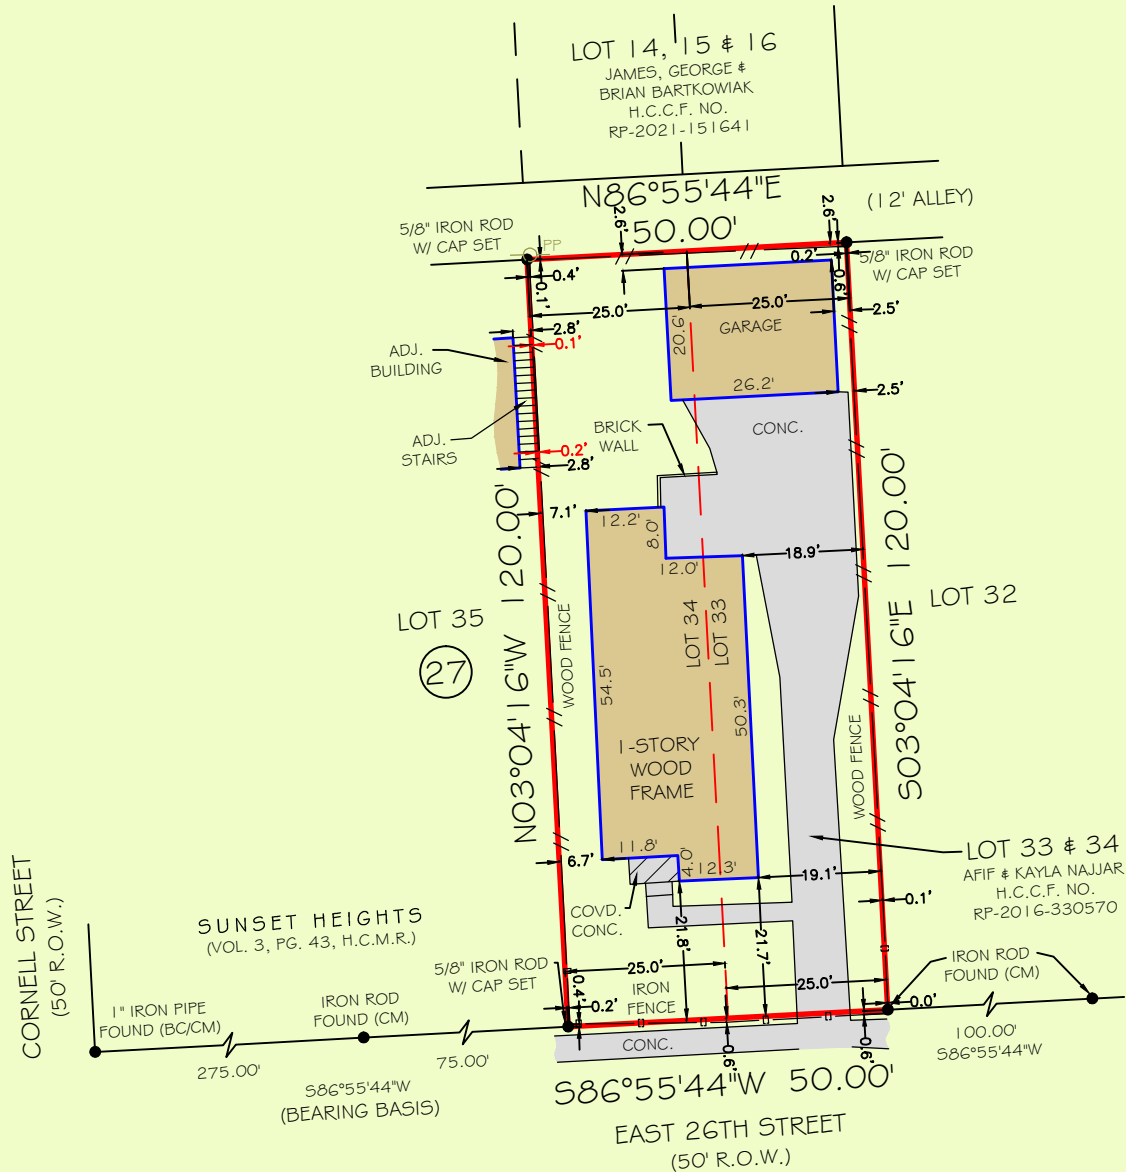 LOT 14, 15 & 16
JAMES, GEORGE &
BRIAN BARTKOWIAK
H.C.C.F. NO.
RP-2021-151641
N86°55'44"E
50.00'
(12' ALLEY)
5/8" IRON ROD
W/ CAP SET
PP
2.6'
2.6'
5/8" IRON ROD
W/ CAP SET
0.4'
0.1'
0.2'
0.6'
25.0'
25.0'
2.5'
GARAGE
20.6'
26.2'
2.5'
2.8'
0.1'
ADJ.
BUILDING
ADJ.
STAIRS
0.2'
2.8'
BRICK
WALL
CONC.
7.1'
12.2'
8.0'
12.0'
18.9'
N03°04'16"W 120.00'
S03°04'16"E 120.00'
LOT 35
27
LOT 32
WOOD FENCE
LOT 34
LOT 33
54.5'
50.3'
1-STORY
WOOD
FRAME
WOOD FENCE
6.7'
11.8'
4.0'
12.3'
19.1'
LOT 33 & 34
AFIF & KAYLA NAJJAR
H.C.C.F. NO.
RP-2016-330570
0.1'
COVD.
CONC.
21.8'
21.7'
SUNSET HEIGHTS
(VOL. 3, PG. 43, H.C.M.R.)
CORNELL STREET
(50' R.O.W.)
5/8" IRON ROD
W/ CAP SET
25.0'
25.0'
IRON
FENCE
IRON ROD
FOUND (CM)
0.4'
0.2'
0.0'
1" IRON PIPE
FOUND (BC/CM)
IRON ROD
FOUND (CM)
275.00'
75.00'
S86°55'44"W
(BEARING BASIS)
CONC.
0.6'
0.6'
100.00'
S86°55'44"W
S86°55'44"W 50.00'
EAST 26TH STREET
(50' R.O.W.)